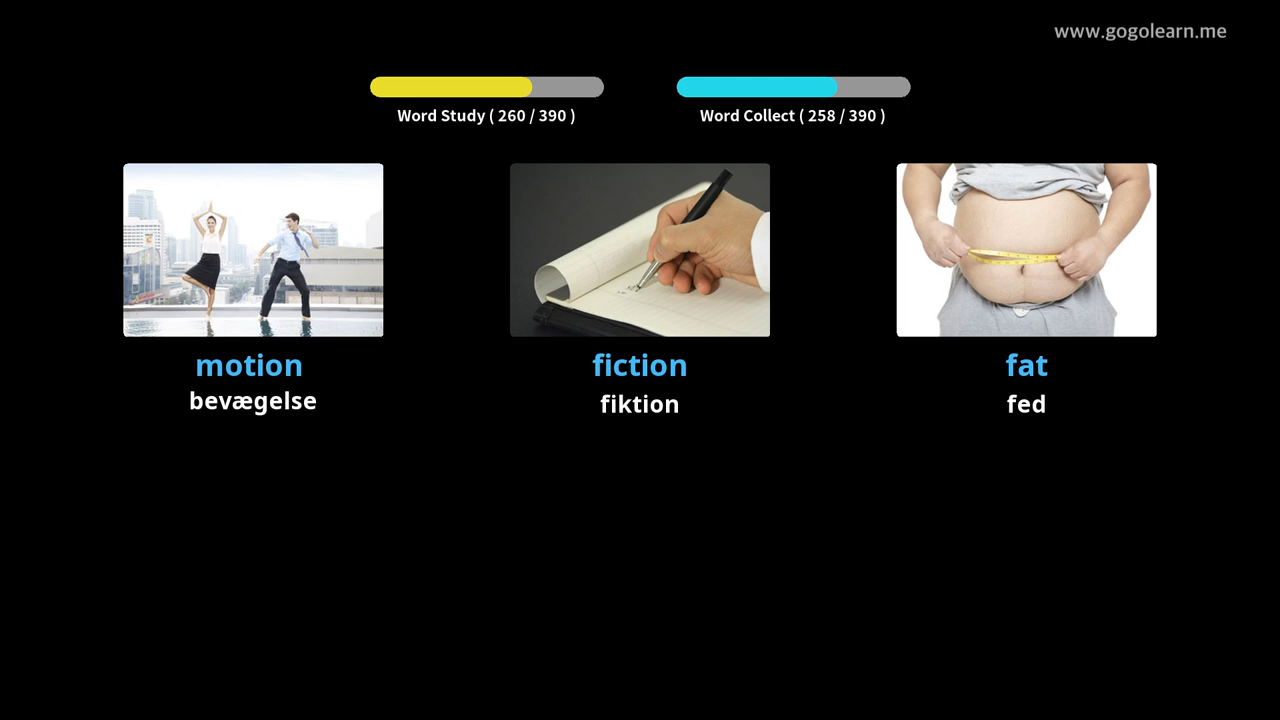 www.gogolearn.me
Word Study ( 260 / 390 )
Word Collect ( 258 / 390 )
motion
bevægelse
fiction
fiktion
fat
fed